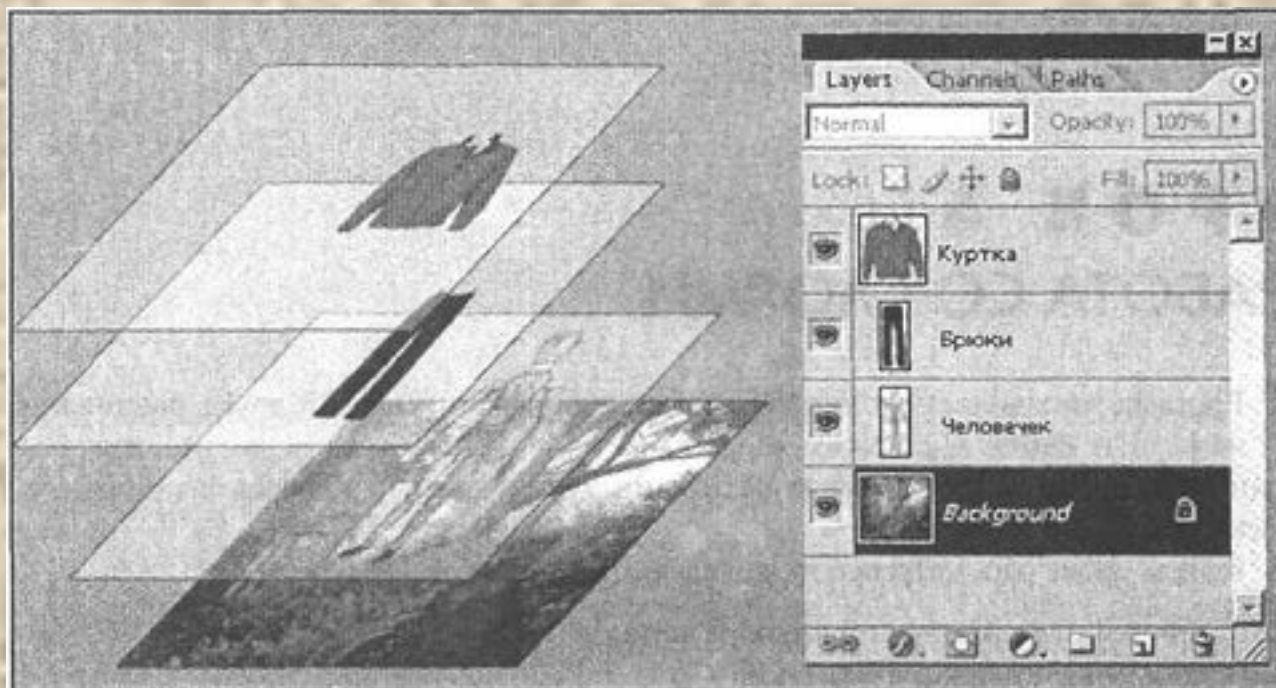 Layers Channels Paths
Normal Opacity: 100%
Lock: Fill: 100%
Куртка
Брюки
Человечек
Background